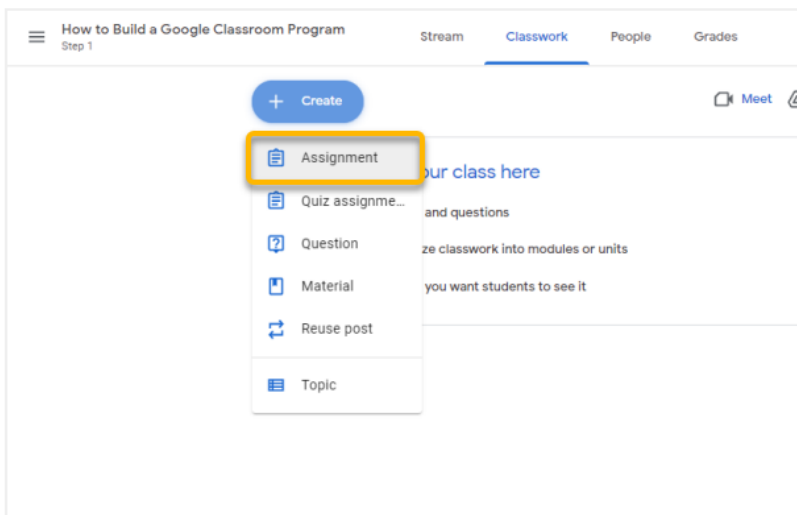 How to Build a Google Classroom Program
Step 1
Stream Classwork People Grades
+ Create
Meet
Assignment
our class here
Quiz assignme...
and questions
Question
ze classwork into modules or units
Material
you want students to see it
Reuse post
Topic